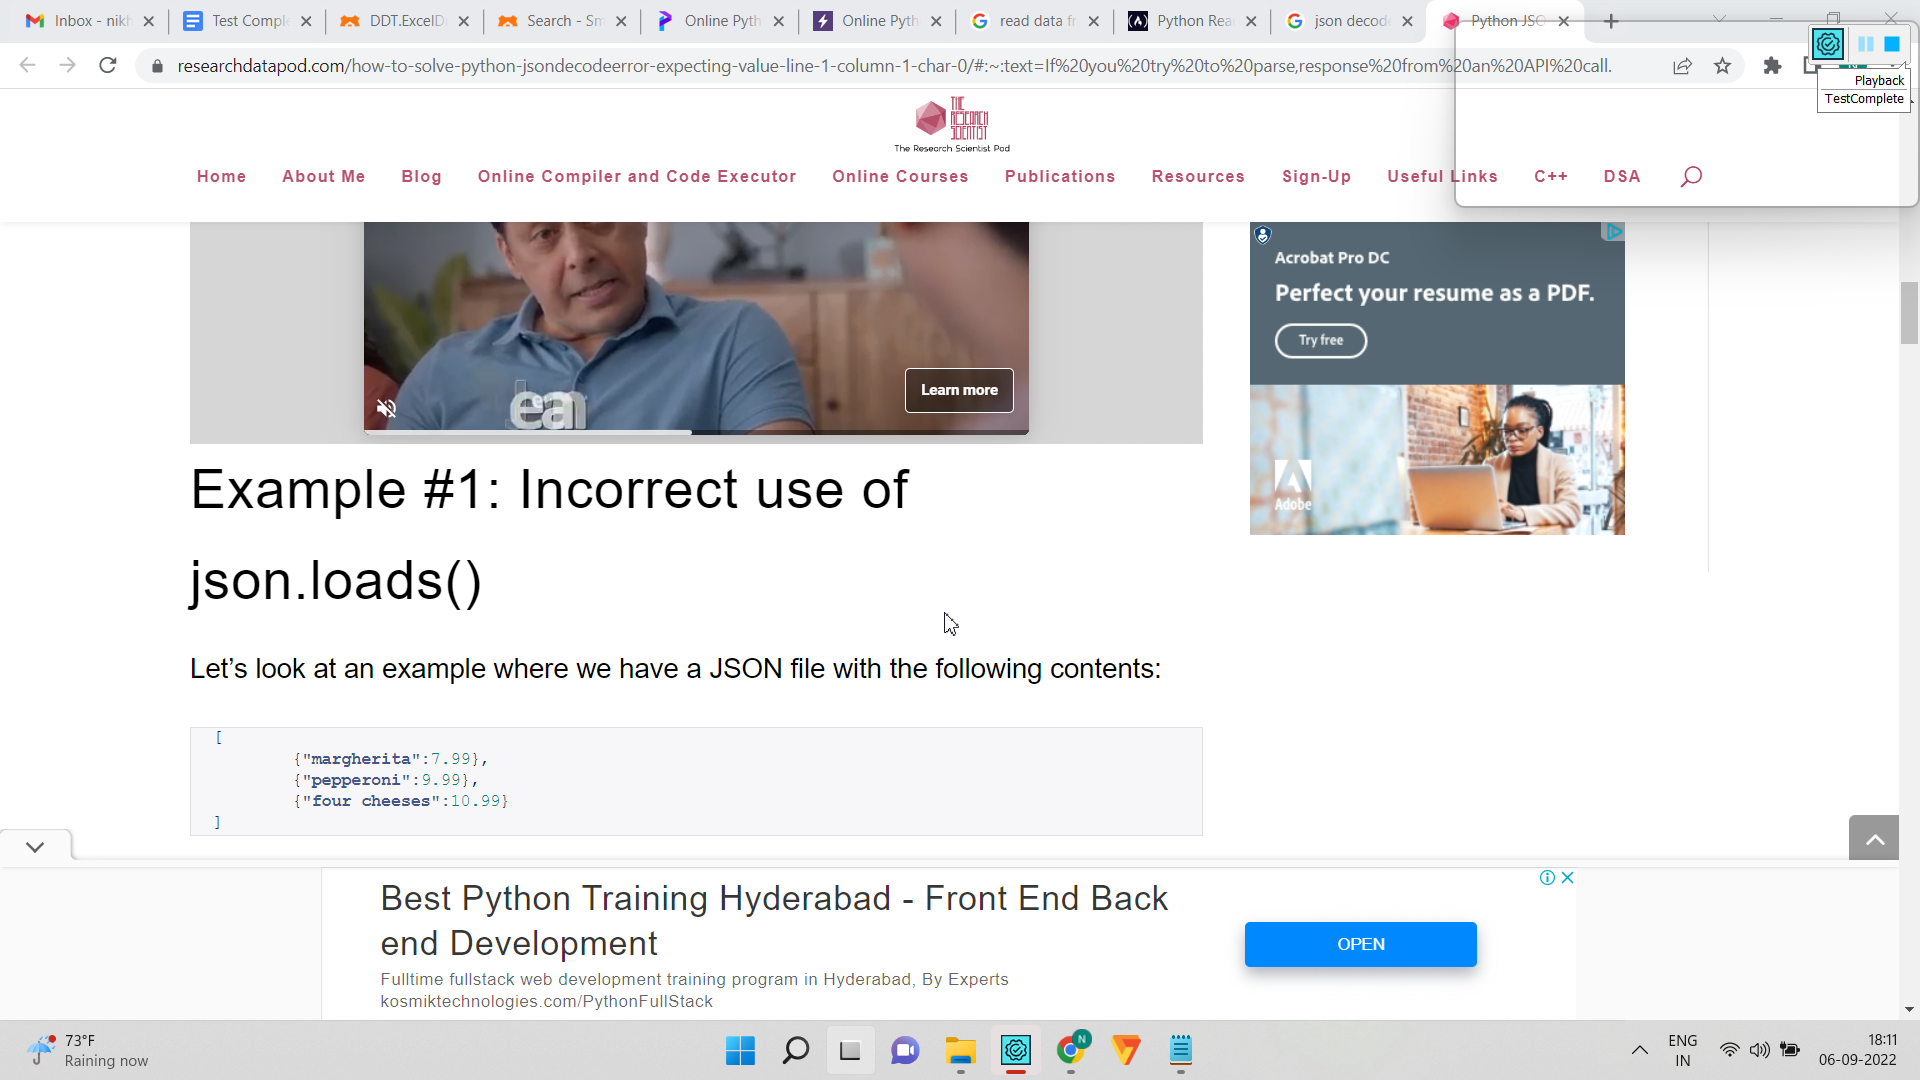 Inbox - nikh
Test Comple
DDT.ExcelD
Search - Sm
Online Pyth
Online Pyth
read data fr
Python Rea
json decode
Python JSO
researchdatapod.com/how-to-solve-python-jsondecodeerror-expecting-value-line-1-column-1-char-0/#:~:text=If%20you%20try%20to%20parse,response%20from%20an%20API%20call.
Playback
TestComplete
THE
RESEARCH
SCIENTIST
The Research Scientist Pod
Home
About Me
Blog
Online Compiler and Code Executor
Online Courses
Publications
Resources
Sign-Up
Useful Links
C++
DSA
Learn more
Acrobat Pro DC
Perfect your resume as a PDF.
Try free
Adobe
Example #1: Incorrect use of
json.loads()
Let’s look at an example where we have a JSON file with the following contents:
[
{"margherita":7.99},
{"pepperoni":9.99},
{"four cheeses":10.99}
]
Best Python Training Hyderabad - Front End Back
end Development
Fulltime fullstack web development training program in Hyderabad, By Experts
kosmiktechnologies.com/PythonFullStack
OPEN
73°F
Raining now
N
ENG
IN
18:11
06-09-2022